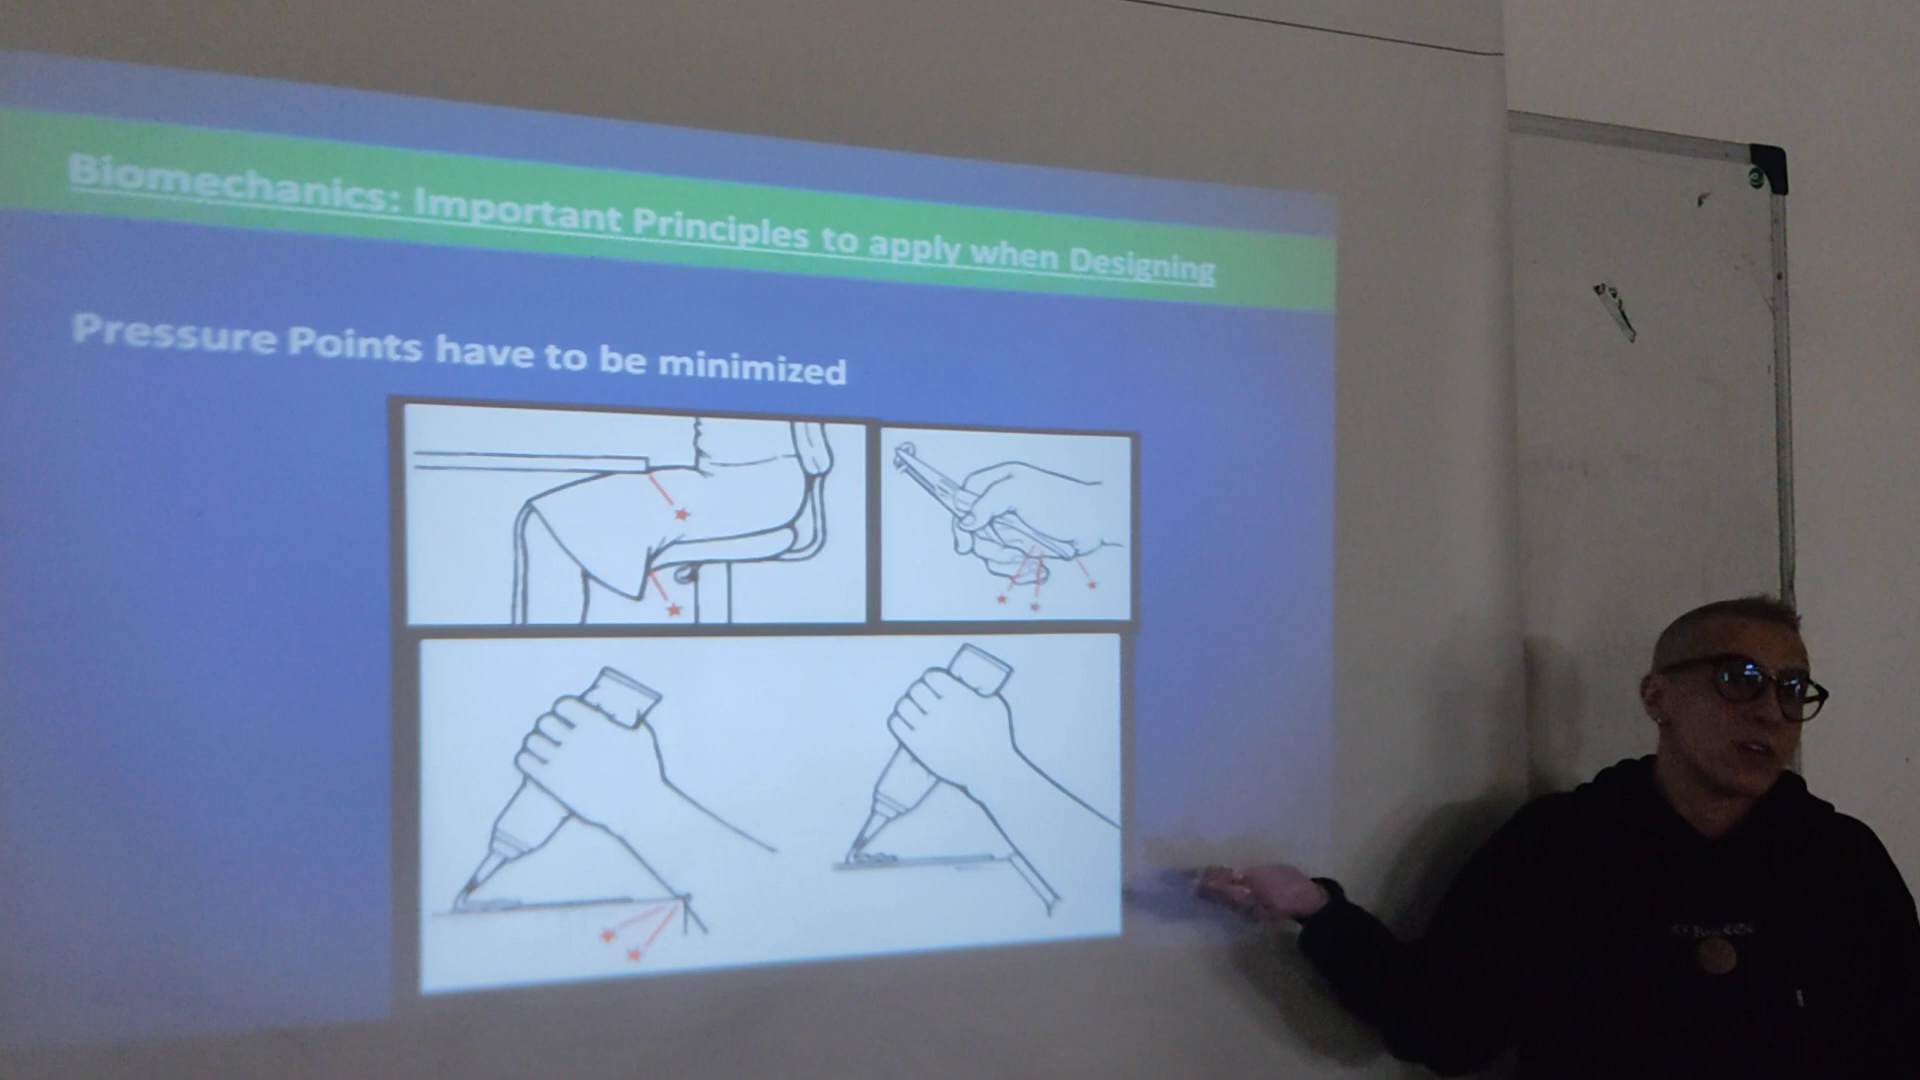 Biomechanics: Important Principles to apply when Designing
Pressure Points have to be minimized